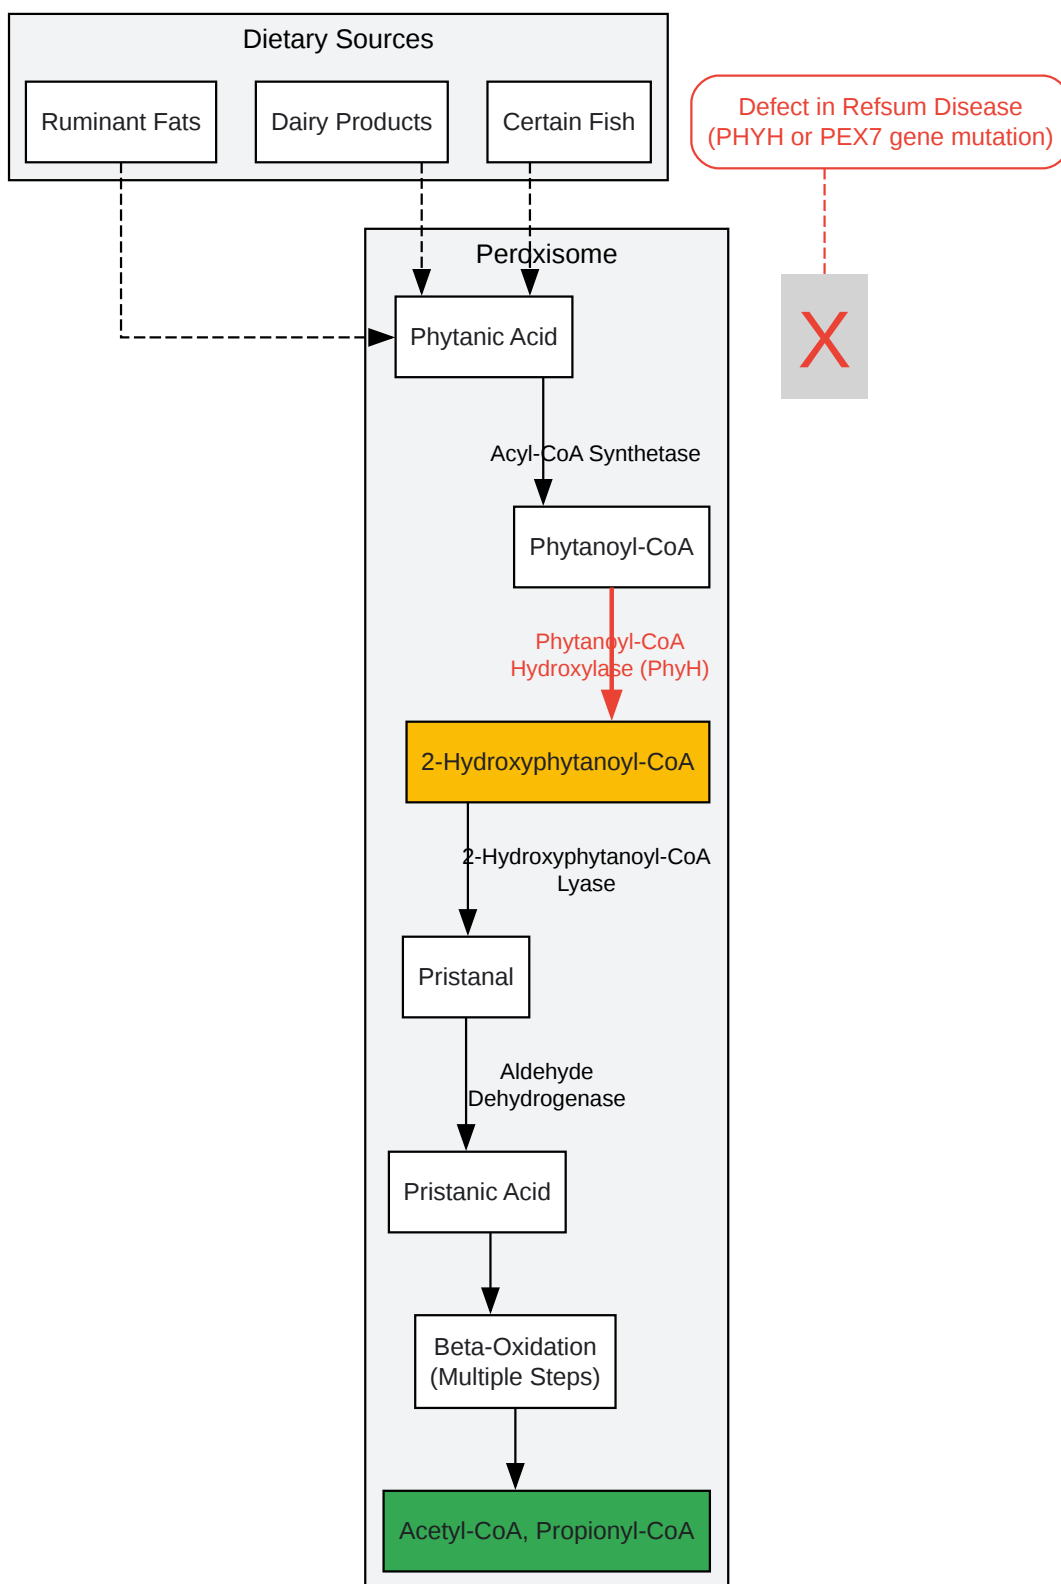 Dietary Sources
Ruminant Fats
Dairy Products
Certain Fish
Defect in Refsum Disease
(PHYH or PEX7 gene mutation)
Peroxisome
X
Phytanic Acid
Acyl-CoA Synthetase
Phytanoyl-CoA
Phytanoyl-CoA
Hydroxylase (PhyH)
2-Hydroxyphytanoyl-CoA
2-Hydroxyphytanoyl-CoA
Lyase
Pristanal
Aldehyde
Dehydrogenase
Pristanic Acid
Beta-Oxidation
(Multiple Steps)
Acetyl-CoA, Propionyl-CoA